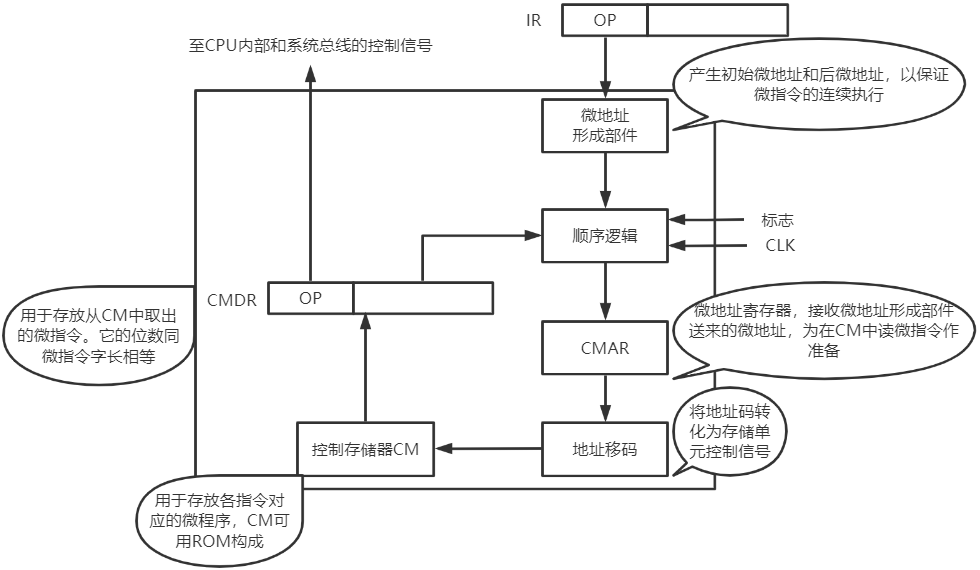 IR
OP
至CPU内部和系统总线的控制信号
产生初始微地址和后微地址，以保证
微指令的连续执行
微地址
形成部件
标志
顺序逻辑
CLK
CMDR
OP
用于存放从CM中取出
的微指令。它的位数同
微指令字长相等
微地址寄存器，接收微地址形成部件
送来的微地址，为在CM中读微指令作
准备
CMAR
将地址码转
化为存储单
元控制信号
控制存储器CM
地址移码
用于存放各指令对
应的微程序，CM可
用ROM构成